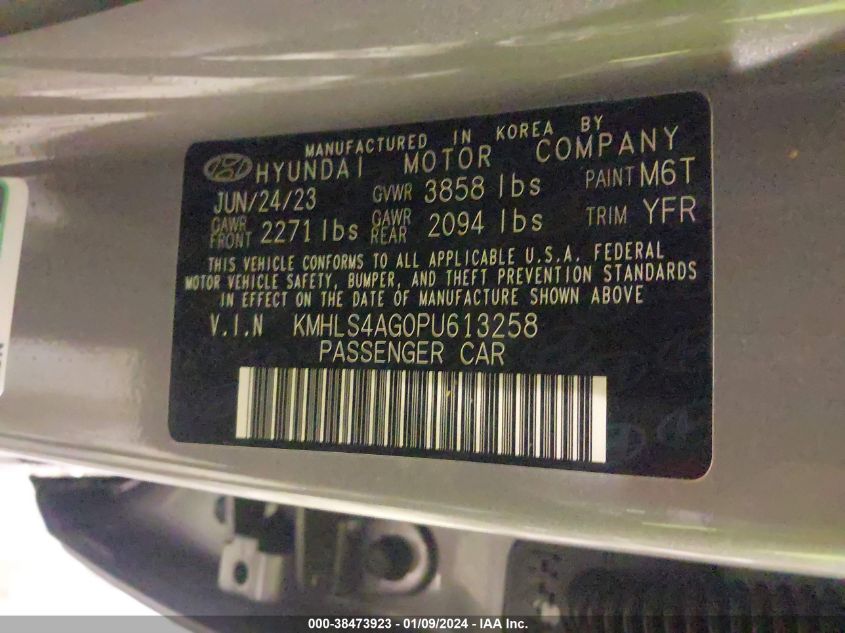 MANUFACTURED IN KOREA BY
HYUNDAI MOTOR COMPANY
JUN/24/23 GVWR 3858 lbs PAINT M6T
GAWR FRONT 2271 lbs GAWR REAR 2094 lbs TRIM YFR
THIS VEHICLE CONFORMS TO ALL APPLICABLE U.S.A. FEDERAL
MOTOR VEHICLE SAFETY, BUMPER, AND THEFT PREVENTION STANDARDS
IN EFFECT ON THE DATE OF MANUFACTURE SHOWN ABOVE
V.I.N KMHLS4AG0PU613258
PASSENGER CAR
000-38473923 - 01/09/2024 - IAA Inc.